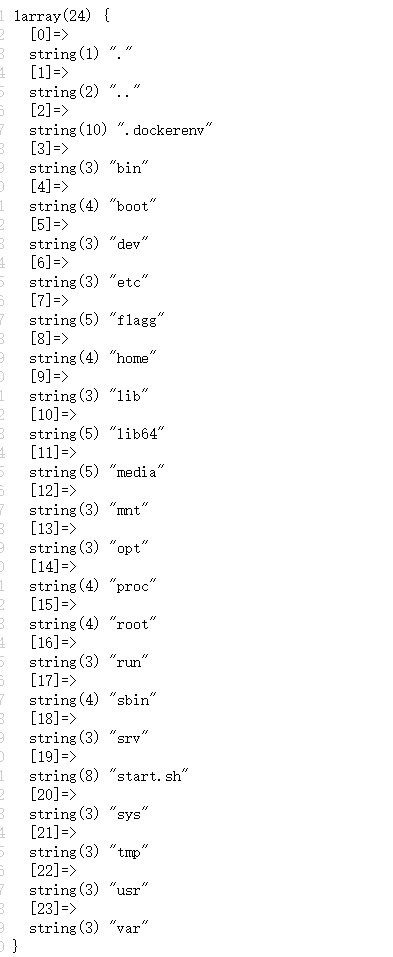 1array(24) {
[0]=>
string(1) "."
[1]=>
string(2) ".."
[2]=>
string(10) ".dockerenv"
[3]=>
string(3) "bin"
[4]=>
string(4) "boot"
[5]=>
string(3) "dev"
[6]=>
string(3) "etc"
[7]=>
string(5) "f1agg"
[8]=>
string(4) "home"
[9]=>
string(3) "lib"
[10]=>
string(5) "lib64"
[11]=>
string(5) "media"
[12]=>
string(3) "mnt"
[13]=>
string(3) "opt"
[14]=>
string(4) "proc"
[15]=>
string(4) "root"
[16]=>
string(3) "run"
[17]=>
string(4) "sbin"
[18]=>
string(3) "srv"
[19]=>
string(8) "start.sh"
[20]=>
string(3) "sys"
[21]=>
string(3) "tmp"
[22]=>
string(3) "usr"
[23]=>
string(3) "var"
}